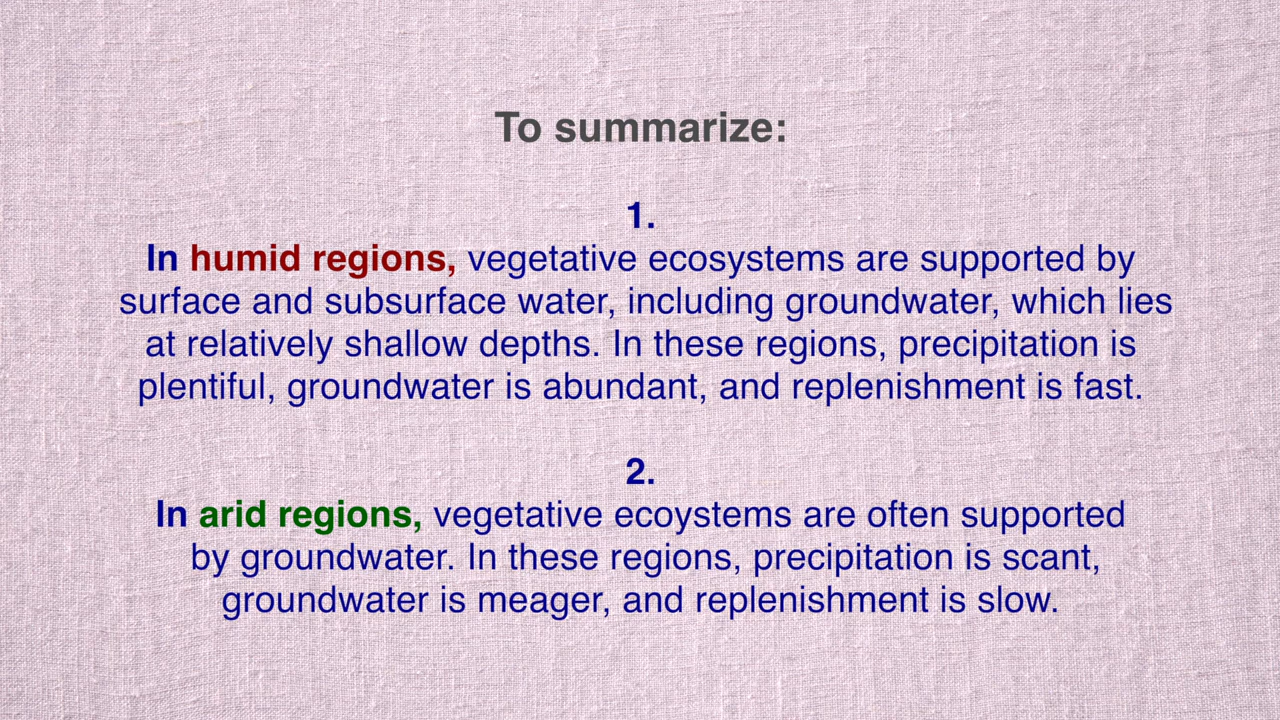 To summarize:
1.
In humid regions, vegetative ecosystems are supported by
surface and subsurface water, including groundwater, which lies
at relatively shallow depths. In these regions, precipitation is
plentiful, groundwater is abundant, and replenishment is fast.
2.
In arid regions, vegetative ecoystems are often supported
by groundwater. In these regions, precipitation is scant,
groundwater is meager, and replenishment is slow.